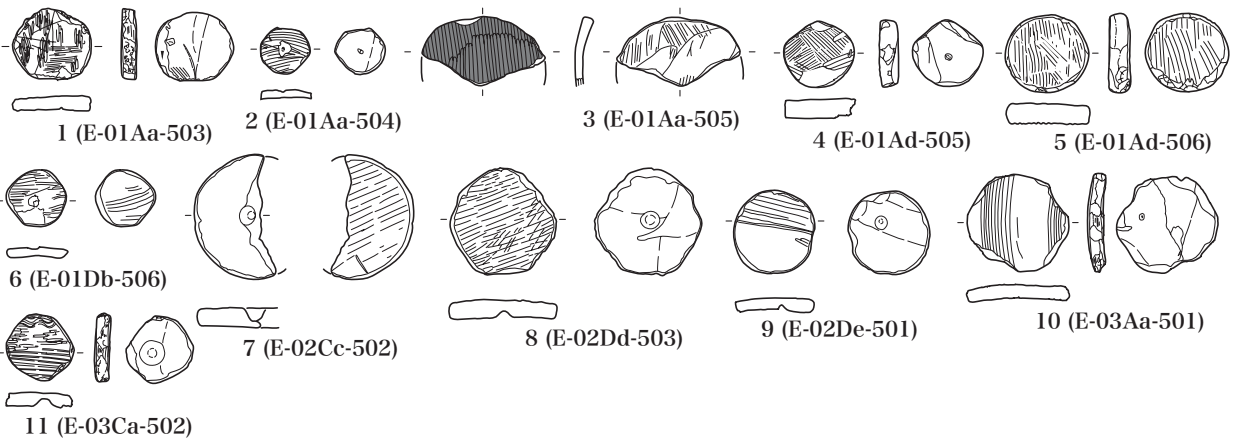 1 (E-01Aa-503)
2 (E-01Aa-504)
3 (E-01Aa-505)
4 (E-01Ad-505)
5 (E-01Ad-506)
6 (E-01Db-506)
7 (E-02Cc-502)
8 (E-02Dd-503)
9 (E-02De-501)
10 (E-03Aa-501)
11 (E-03Ca-502)